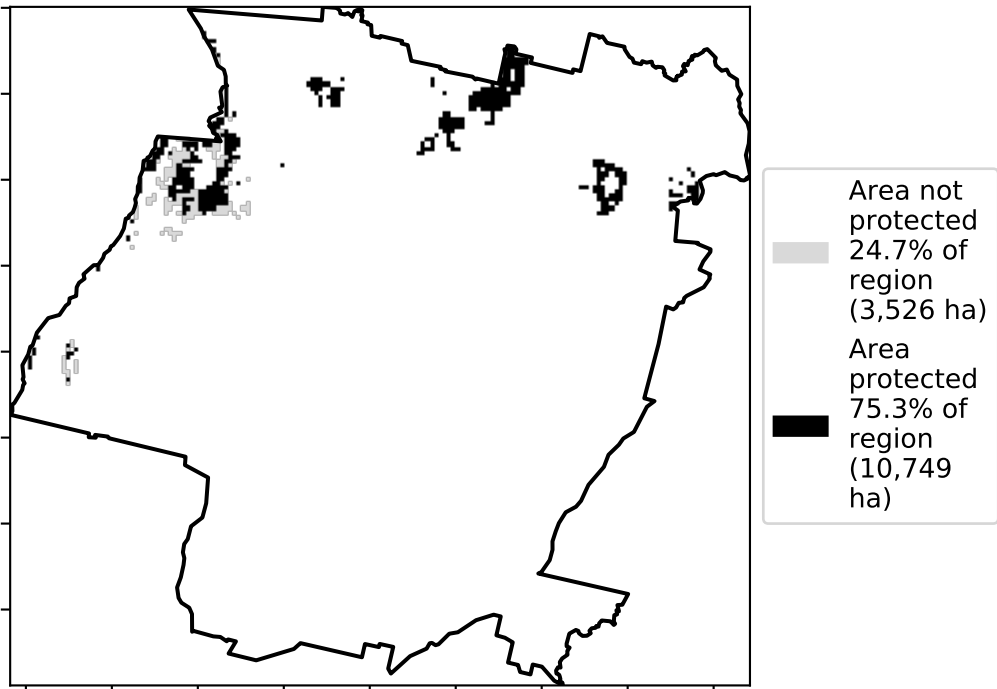 Area not
protected
24.7% of
region
(3,526 ha)
Area
protected
75.3% of
region
(10,749
ha)